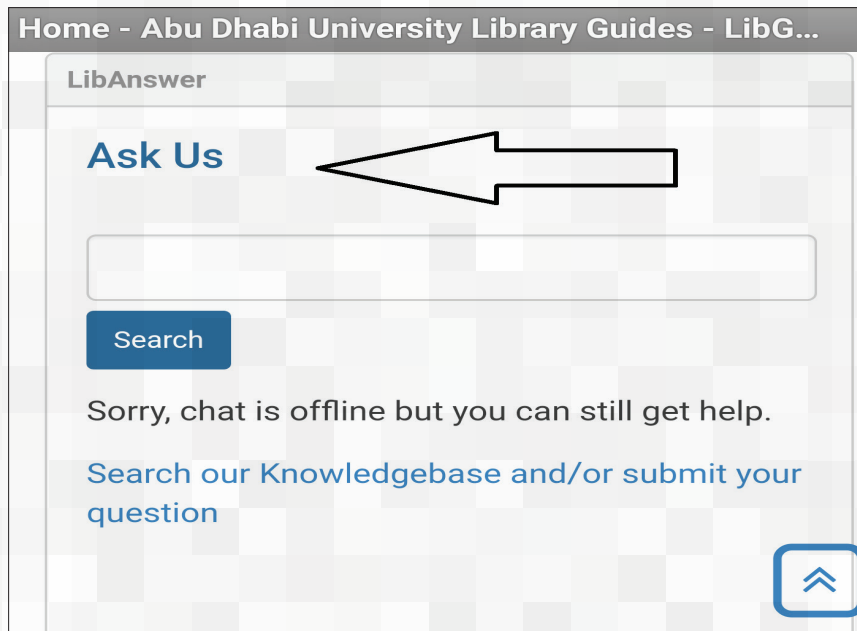 Home - Abu Dhabi University Library Guides - LibG...
LibAnswer
Ask Us
Search
Sorry, chat is offline but you can still get help.
Search our Knowledgebase and/or submit your
question